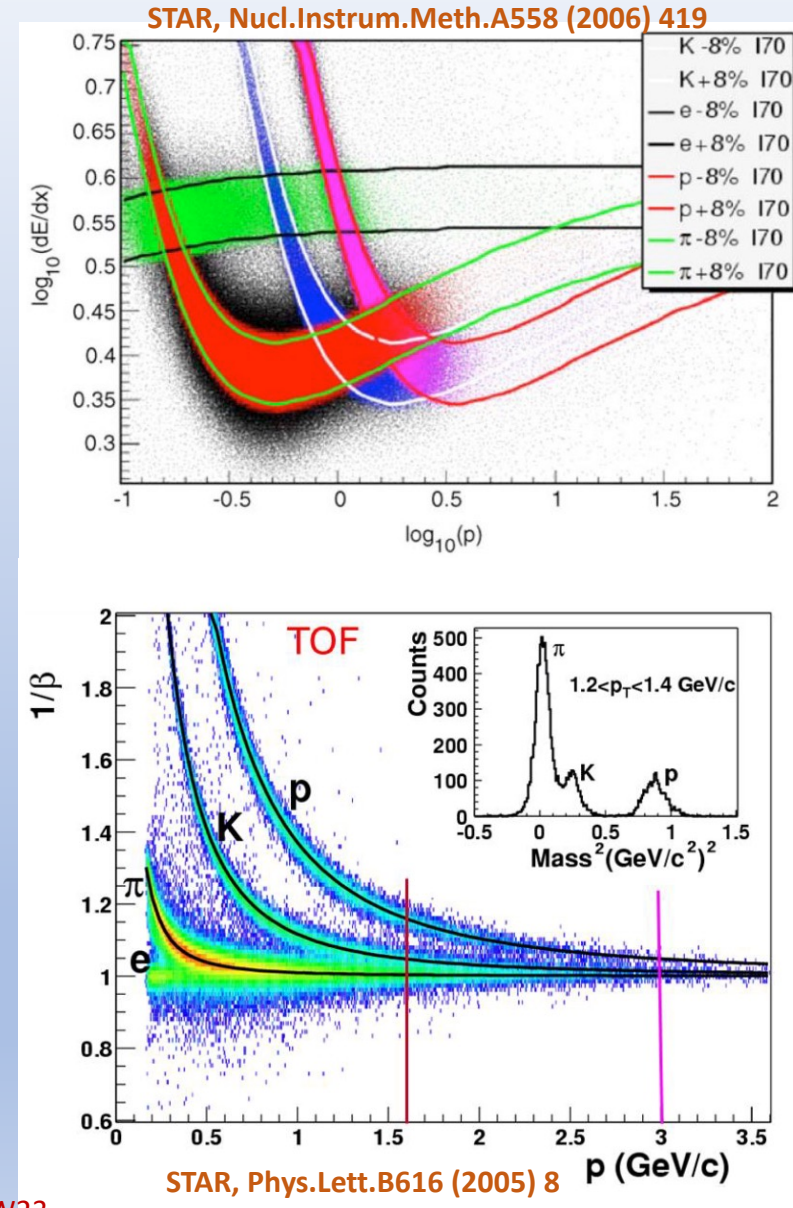 STAR, Nucl.Instrum.Meth.A558 (2006) 419
0.75
0.7
0.65
0.6
0.55
0.5
0.45
0.4
0.35
0.3
log10(dE/dx)
-1 -0.5 0 0.5 1 1.5 2
log10(p)
K -8% I70
K+8% I70
e -8% I70
e+8% I70
p -8% I70
p+8% I70
π -8% I70
π+8% I70
2
1.8
1.6
1.4
1.2
1
0.8
0.6
1/β
TOF
π
e
K
p
500
400
300
200
100
0
Counts
π
1.2<pT<1.4 GeV/c
K
p
-0.5 0 0.5 1 1.5
Mass²(GeV/c²)²
0 0.5 1 1.5 2 2.5 3 3.5
p (GeV/c)
STAR, Phys.Lett.B616 (2005) 8